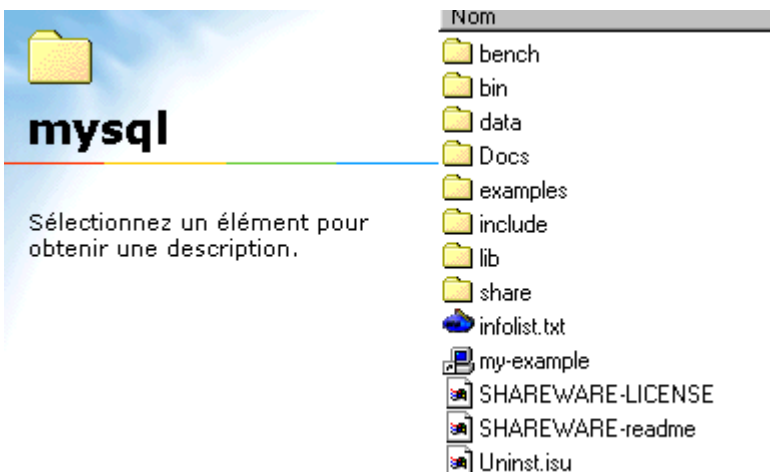 mysql
Sélectionnez un élément pour
obtenir une description.
Nom
bench
bin
data
Docs
examples
include
lib
share
infolist.txt
my-example
SHAREWARE-LICENSE
SHAREWARE-readme
Uninst.isu